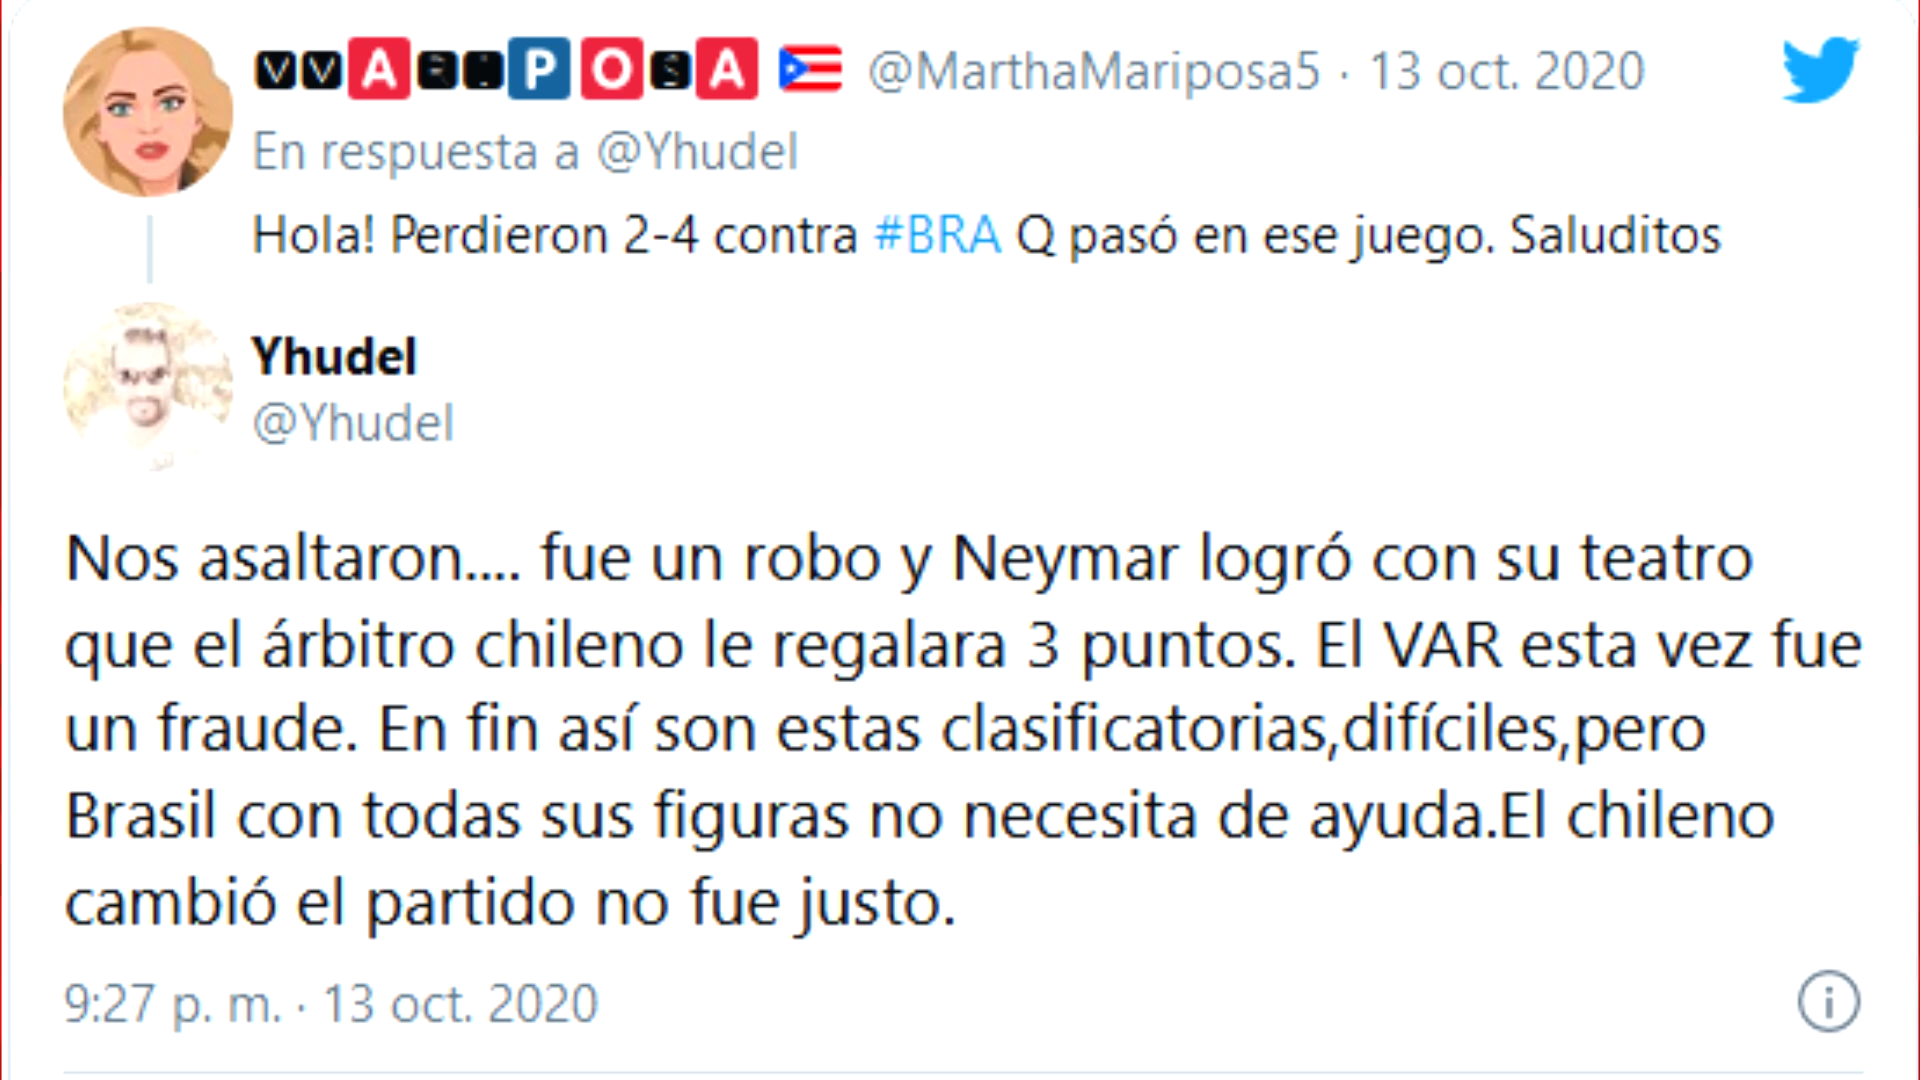 VVARIPOSA @MarthaMariposa5 · 13 oct. 2020
En respuesta a @Yhudel
Hola! Perdieron 2-4 contra #BRA Q pasó en ese juego. Saluditos
Yhudel
@Yhudel
Nos asaltaron.... fue un robo y Neymar logró con su teatro
que el árbitro chileno le regalara 3 puntos. El VAR esta vez fue
un fraude. En fin así son estas clasificatorias,difíciles,pero
Brasil con todas sus figuras no necesita de ayuda.El chileno
cambió el partido no fue justo.
9:27 p. m. · 13 oct. 2020